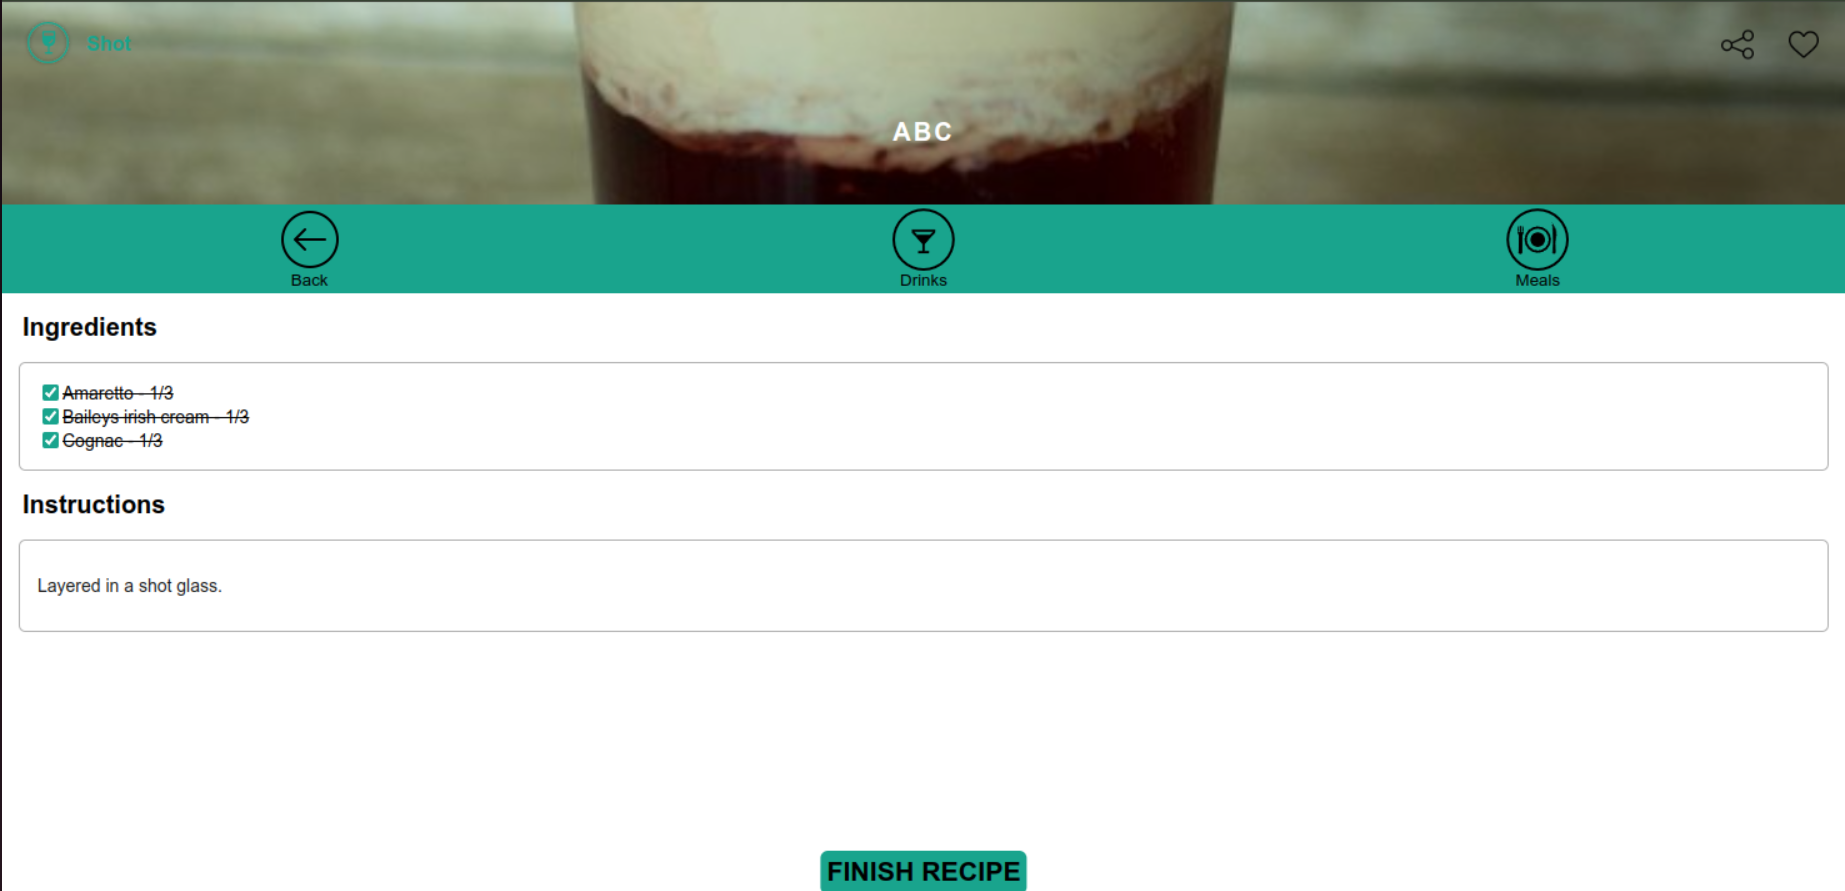 Shot
ABC
Back
Drinks
Meals
Ingredients
Amaretto - 1/3
Baileys irish cream - 1/3
Cognac - 1/3
Instructions
Layered in a shot glass.
FINISH RECIPE